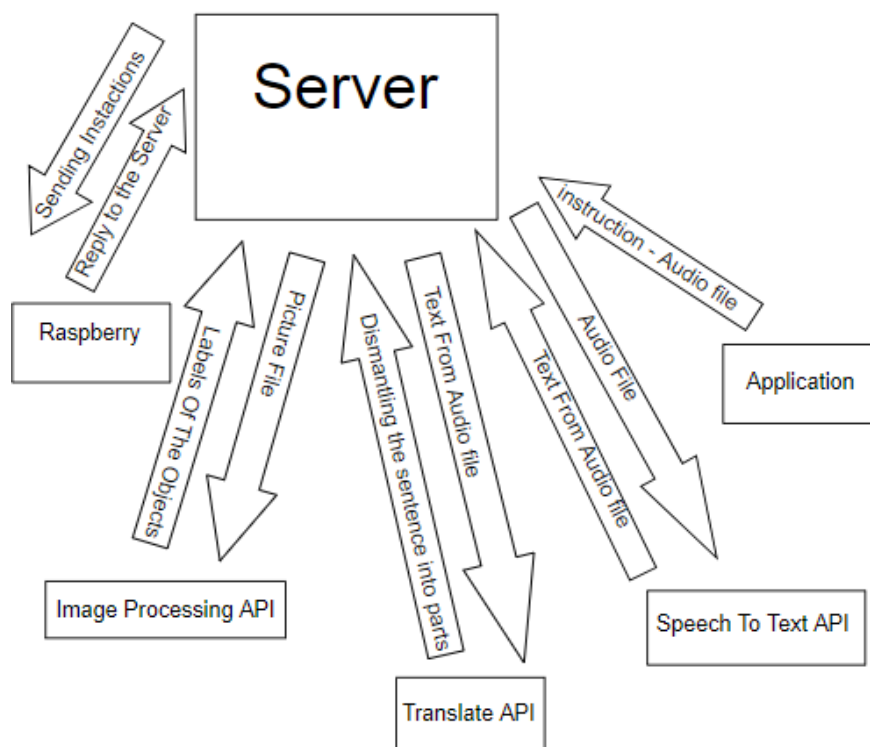 Server
Sending Instactions
Reply to the Server
Raspberry
Labels Of The Objects
Picture File
Image Processing API
Dismantling the sentence into parts
Text From Audio file
Translate API
Text From Audio file
Audio File
Speech To Text API
instruction - Audio file
Application